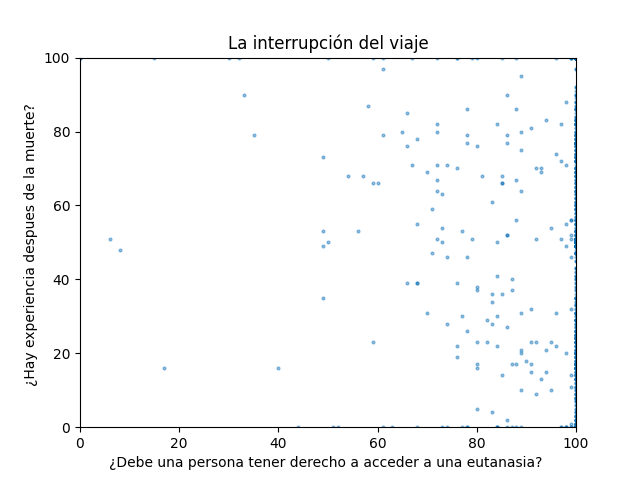 La interrupción del viaje
100
80
60
40
20
0
¿Hay experiencia despues de la muerte?
0 20 40 60 80 100
¿Debe una persona tener derecho a acceder a una eutanasia?